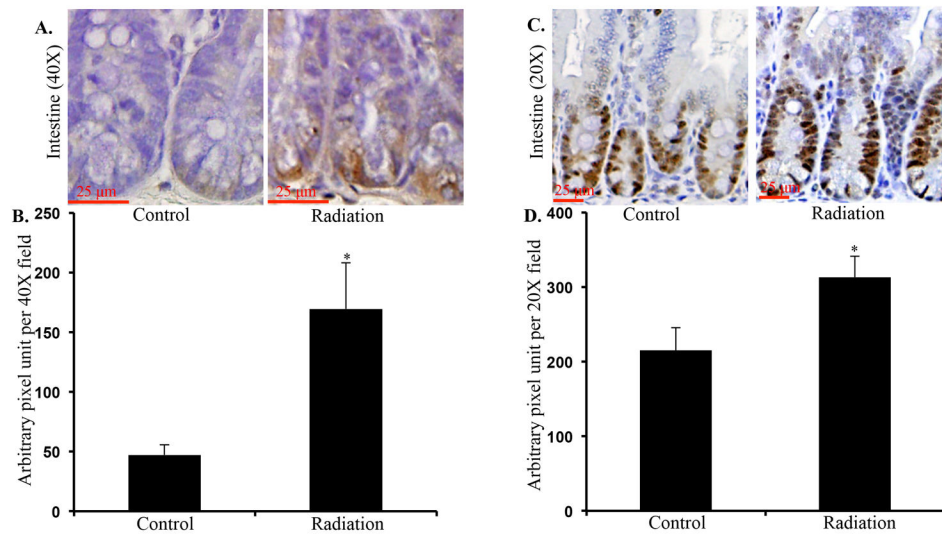 A.
Intestine (40X)
25 μm
25 μm
Control
Radiation
B.
Arbitrary pixel unit per 40X field
250
200
150
100
50
0
*
Control
Radiation
C.
Intestine (20X)
25 μm
25 μm
Control
Radiation
D.
Arbitrary pixel unit per 20X field
400
300
200
100
0
*
Control
Radiation